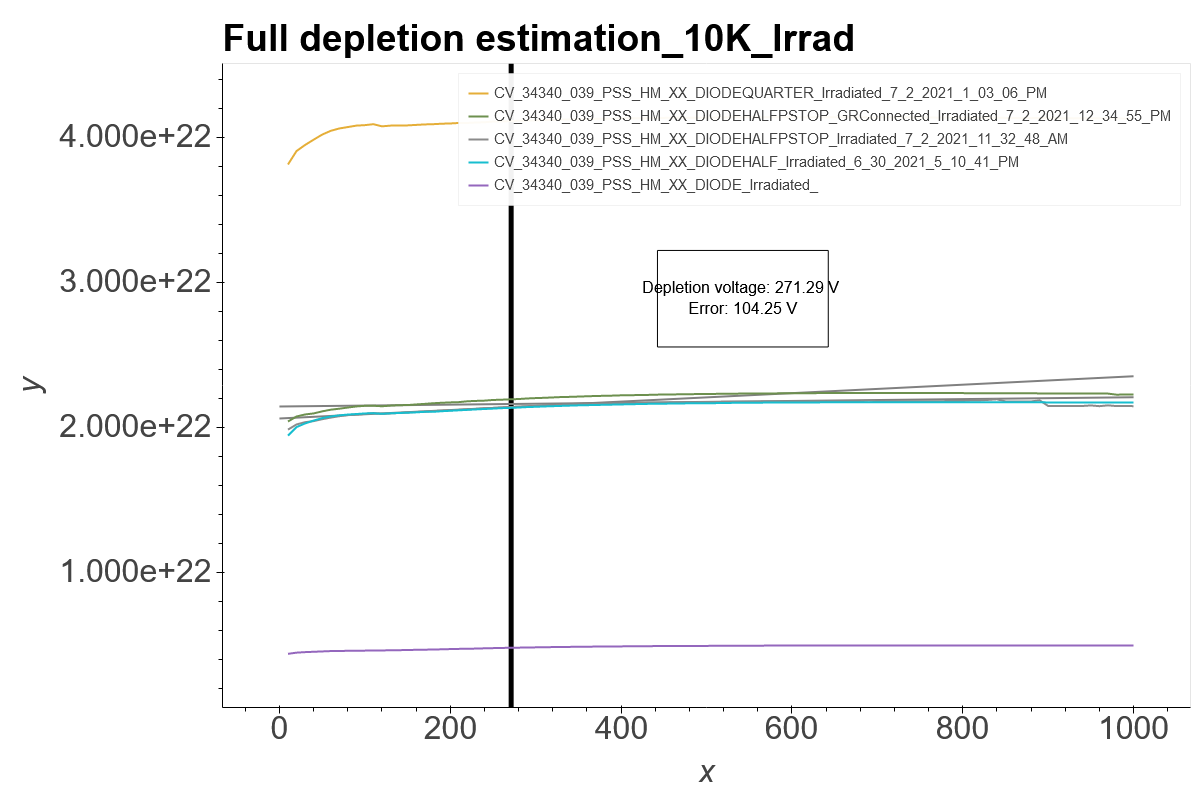 Full depletion estimation_10K_Irrad
CV_34340_039_PSS_HM_XX_DIODEQUARTER_Irradiated_7_2_2021_1_03_06_PM
CV_34340_039_PSS_HM_XX_DIODEHALFPSTOP_GRConnected_Irradiated_7_2_2021_12_34_55_PM
CV_34340_039_PSS_HM_XX_DIODEHALFPSTOP_Irradiated_7_2_2021_11_32_48_AM
CV_34340_039_PSS_HM_XX_DIODEHALF_Irradiated_6_30_2021_5_10_41_PM
CV_34340_039_PSS_HM_XX_DIODE_Irradiated_
4.000e+22
3.000e+22
Depletion voltage: 271.29 V
Error: 104.25 V
y
2.000e+22
1.000e+22
0 200 400 600 800 1000
x